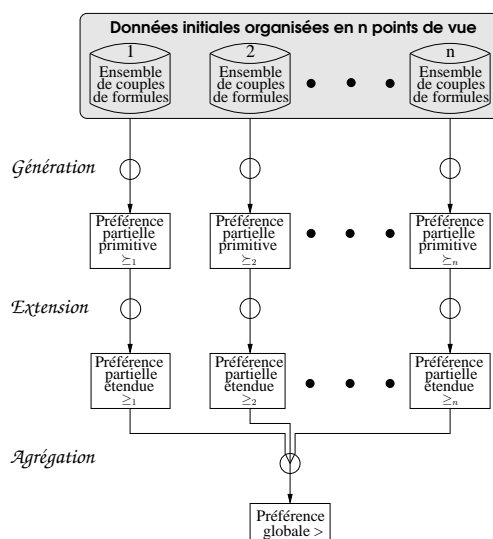 Données initiales organisées en n points de vue
1
2
n
Ensemble
de couples
de formules
Ensemble
de couples
de formules
Ensemble
de couples
de formules
Génération
Préférence
partielle
primitive
⪰1
Préférence
partielle
primitive
⪰2
Préférence
partielle
primitive
⪰n
Extension
Préférence
partielle
étendue
≥1
Préférence
partielle
étendue
≥2
Préférence
partielle
étendue
≥n
Agrégation
Préférence
globale >